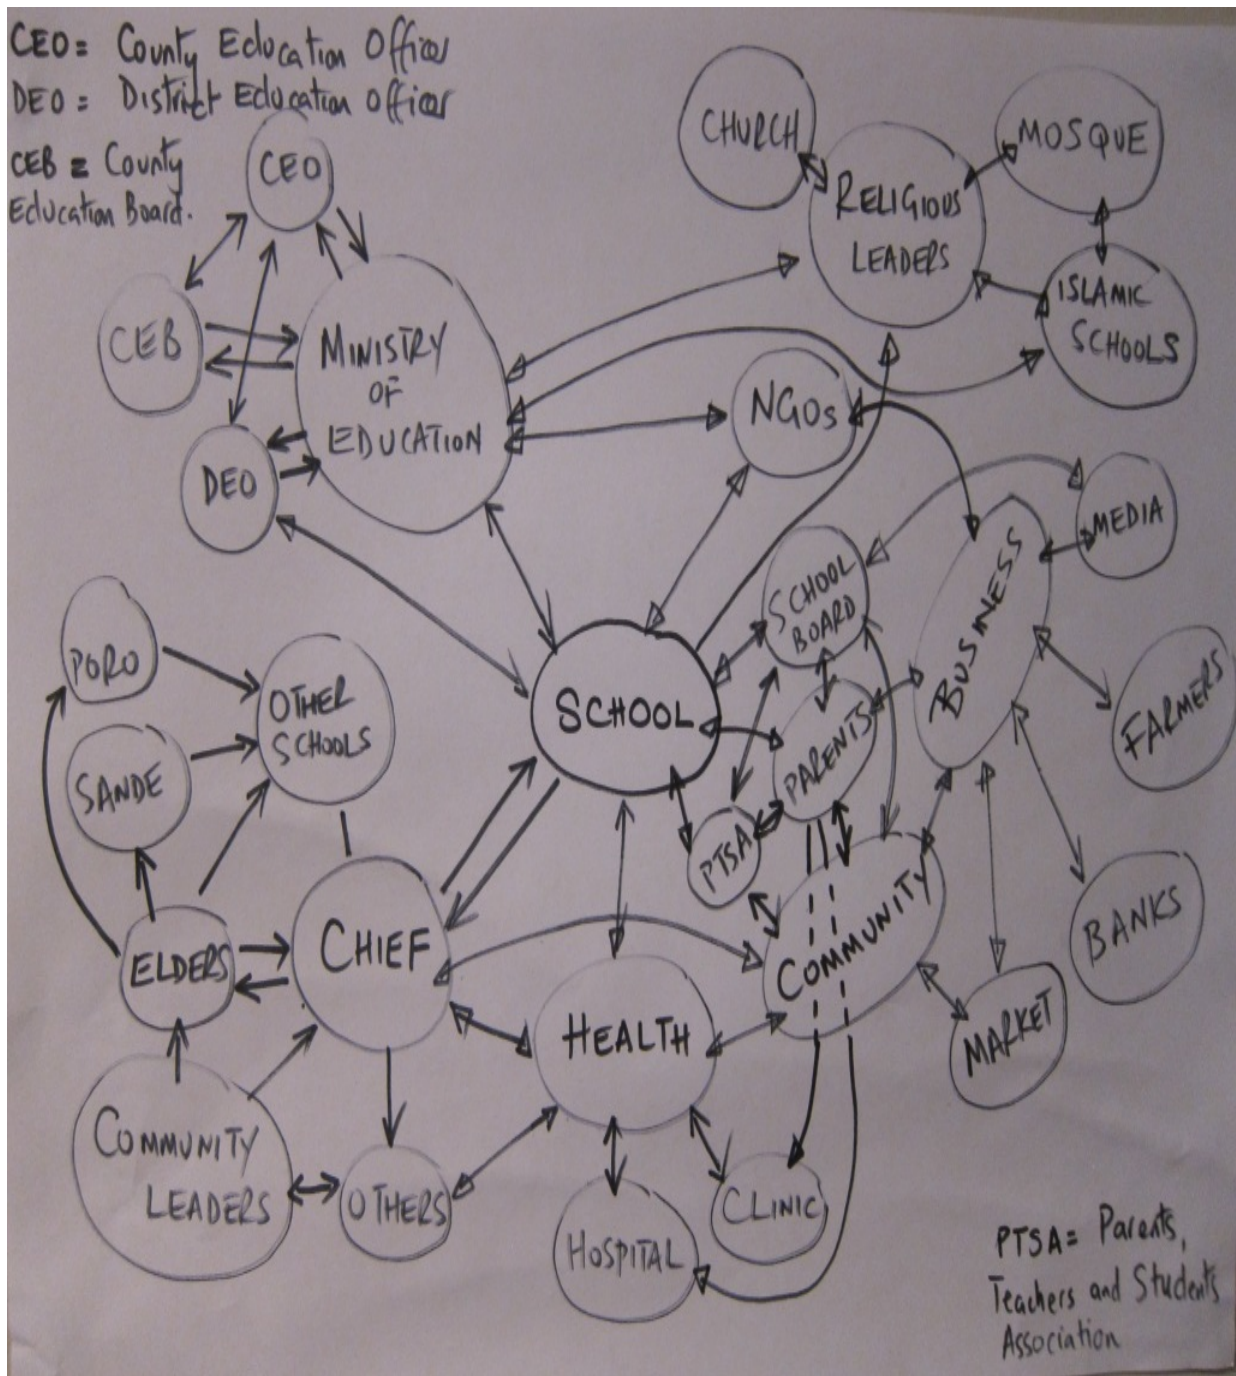 CEO = County Education Officer
DEO = District Education Officer
CEB = County
Education Board.
CEO
CHURCH
MOSQUE
RELIGIOUS
LEADERS
ISLAMIC
SCHOOLS
CEB
MINISTRY
OF
EDUCATION
NGOs
DEO
MEDIA
SCHOOL
BOARD
BUSINESS
PORO
OTHER
SCHOOLS
SCHOOL
PARENTS
FARMERS
SANDE
PTSA
COMMUNITY
BANKS
ELDERS
CHIEF
HEALTH
MARKET
COMMUNITY
LEADERS
OTHERS
CLINIC
HOSPITAL
PTSA = Parents,
Teachers and Students
Association